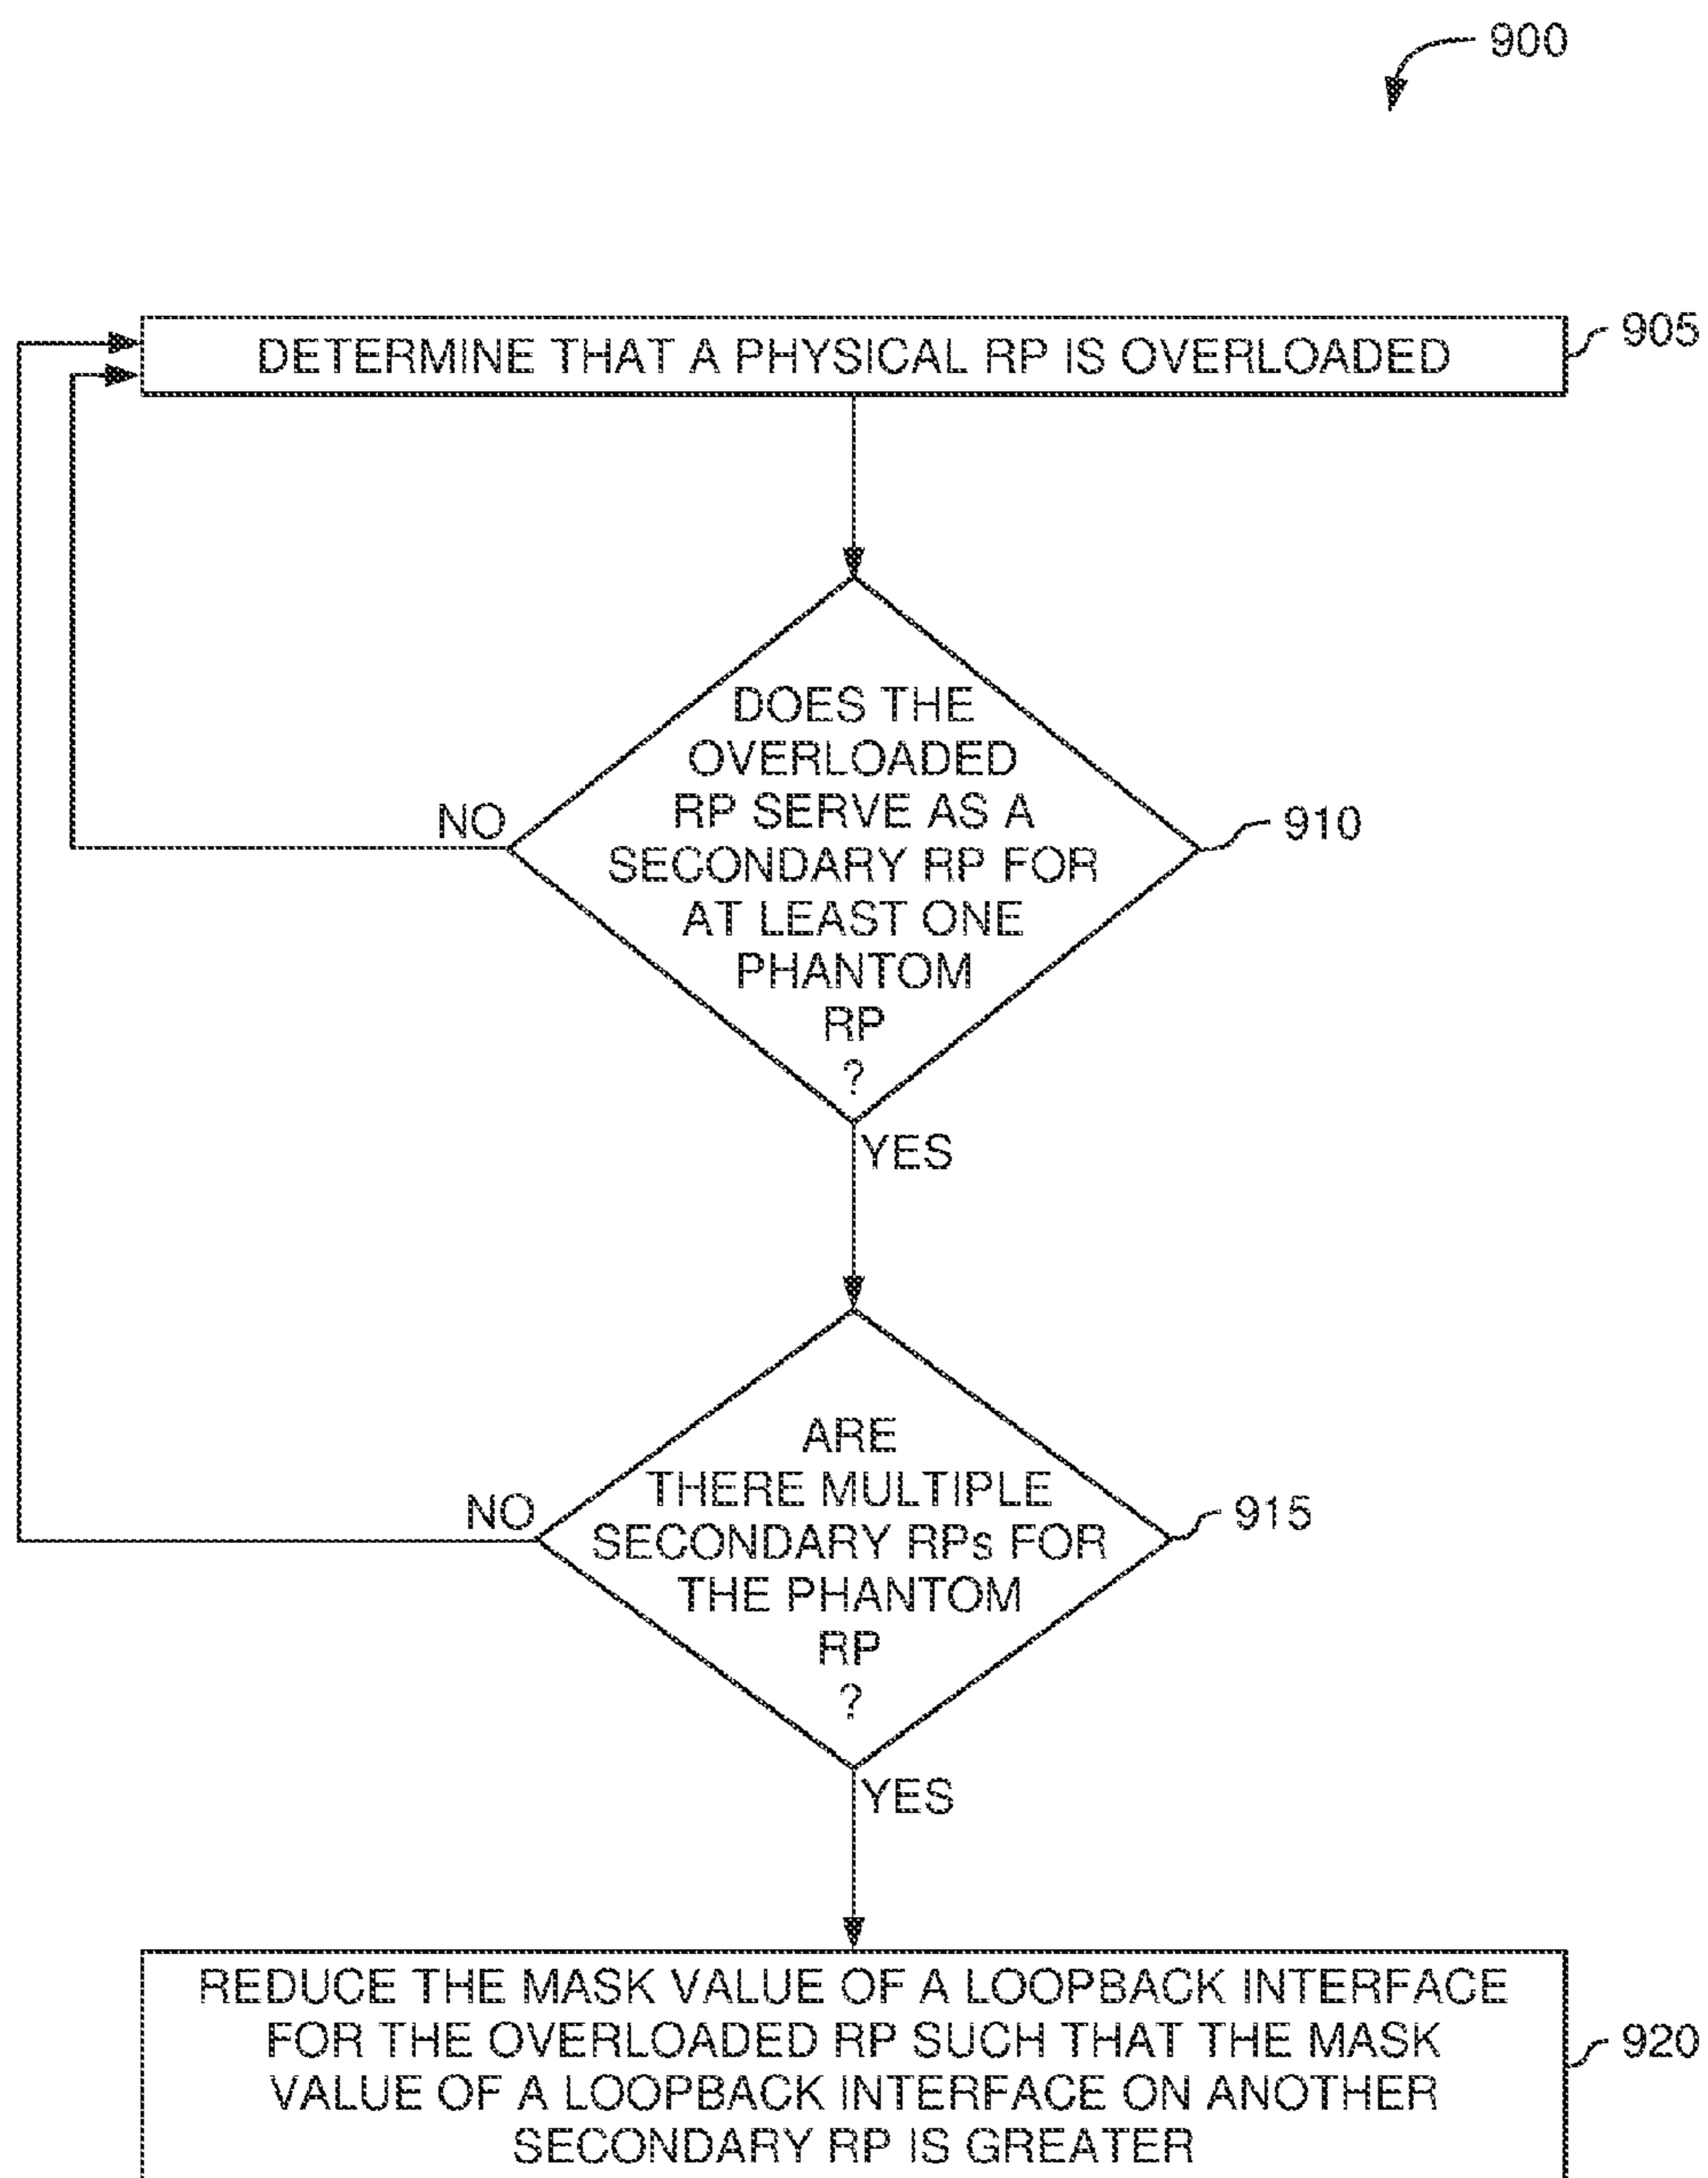 900
DETERMINE THAT A PHYSICAL RP IS OVERLOADED
905
DOES THE
OVERLOADED
RP SERVE AS A
SECONDARY RP FOR
AT LEAST ONE
PHANTOM
RP
?
NO
910
YES
ARE
THERE MULTIPLE
SECONDARY RPs FOR
THE PHANTOM
RP
?
NO
915
YES
REDUCE THE MASK VALUE OF A LOOPBACK INTERFACE
FOR THE OVERLOADED RP SUCH THAT THE MASK
VALUE OF A LOOPBACK INTERFACE ON ANOTHER
SECONDARY RP IS GREATER
920